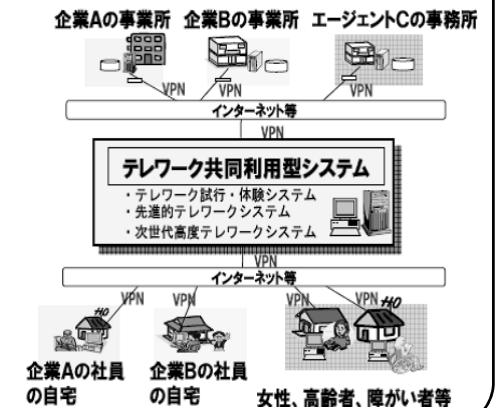 企業Aの事業所 企業Bの事業所 エージェントCの事務所
VPN VPN VPN
インターネット等
VPN
テレワーク共同利用型システム
・テレワーク試行・体験システム
・先進的テレワークシステム
・次世代高度テレワークシステム
VPN
インターネット等
VPN VPN VPN
HO HO
企業Aの社員
の自宅
企業Bの社員
の自宅
女性、高齢者、障がい者等